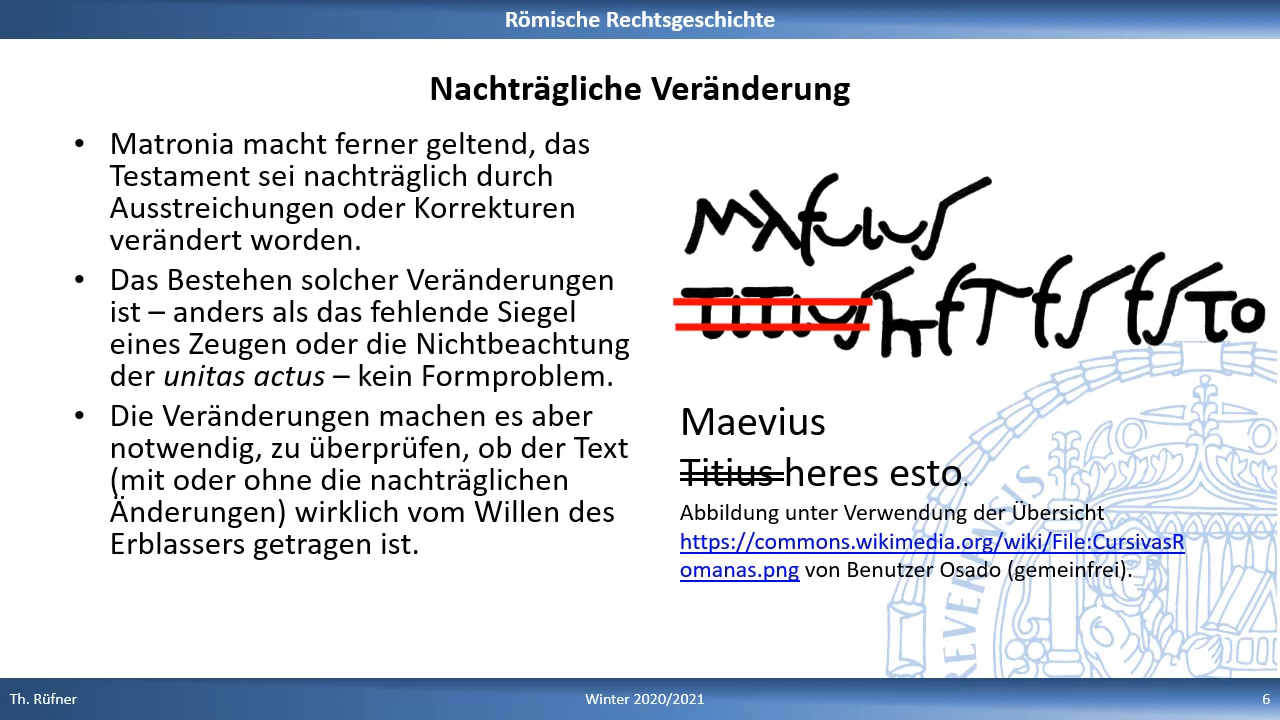 Römische Rechtsgeschichte
Nachträgliche Veränderung
• Matronia macht ferner geltend, das
Testament sei nachträglich durch
Ausstreichungen oder Korrekturen
verändert worden.
• Das Bestehen solcher Veränderungen
ist – anders als das fehlende Siegel
eines Zeugen oder die Nichtbeachtung
der unitas actus – kein Formproblem.
• Die Veränderungen machen es aber
notwendig, zu überprüfen, ob der Text
(mit oder ohne die nachträglichen
Änderungen) wirklich vom Willen des
Erblassers getragen ist.
Maevius
Titius heres esto
Maevius
Titius heres esto.
Abbildung unter Verwendung der Übersicht
https://commons.wikimedia.org/wiki/File:CursivasR
omanas.png von Benutzer Osado (gemeinfrei).
Th. Rüfner
Winter 2020/2021
6